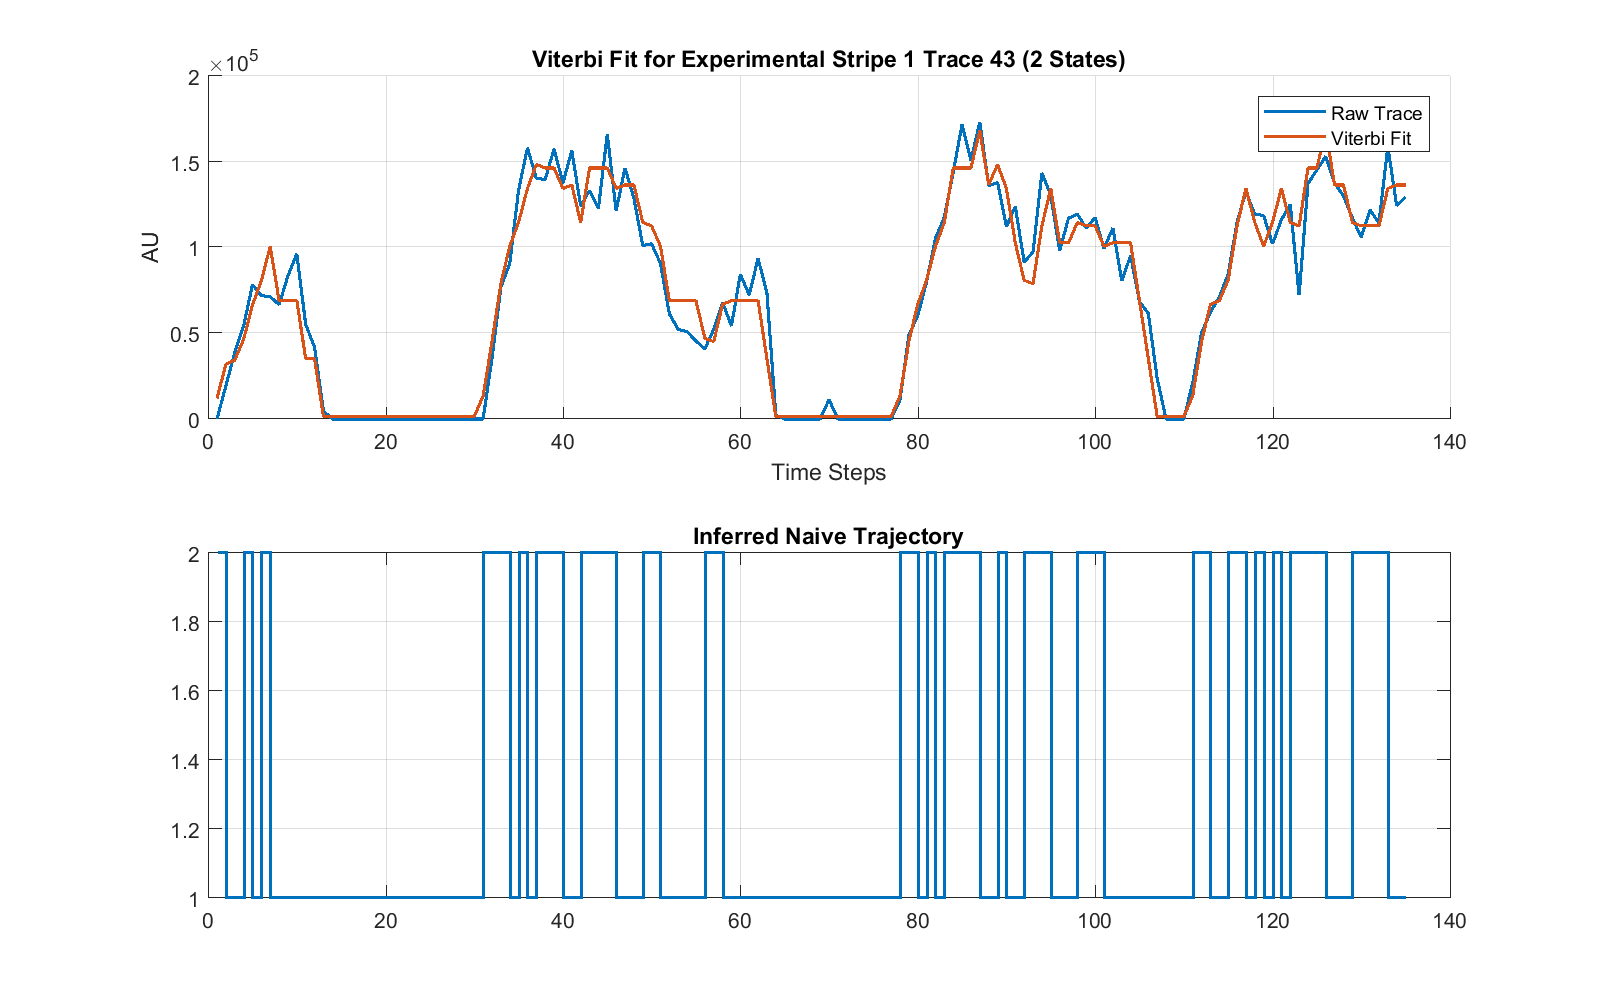 Viterbi Fit for Experimental Stripe 1 Trace 43 (2 States)
×10⁵
2
1.5
1
0.5
0
AU
Raw Trace
Viterbi Fit
0 20 40 60 80 100 120 140
Time Steps
Inferred Naive Trajectory
2
1.8
1.6
1.4
1.2
1
0 20 40 60 80 100 120 140